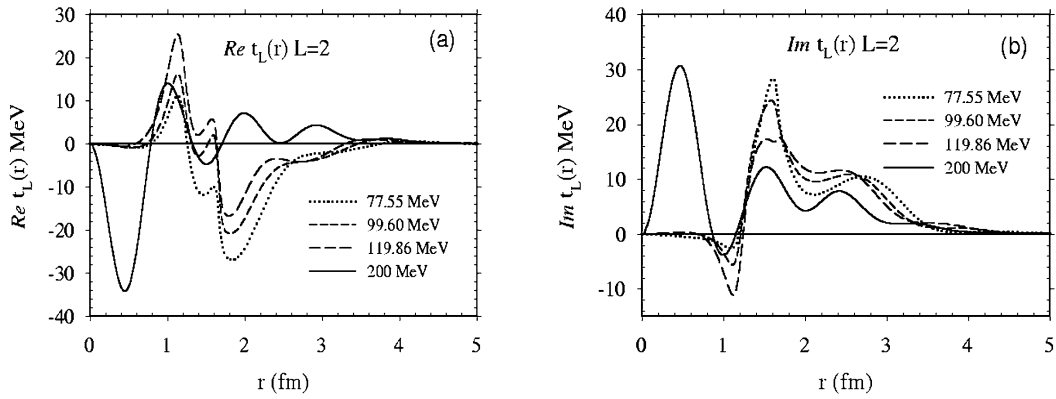 30
20
10
0
-10
-20
-30
-40
Re t_L(r) MeV
Re t_L(r) L=2
(a)
77.55 MeV
99.60 MeV
119.86 MeV
200 MeV
0 1 2 3 4 5
r (fm)
40
30
20
10
0
-10
Im t_L(r) MeV
Im t_L(r) L=2
(b)
77.55 MeV
99.60 MeV
119.86 MeV
200 MeV
0 1 2 3 4 5
r (fm)